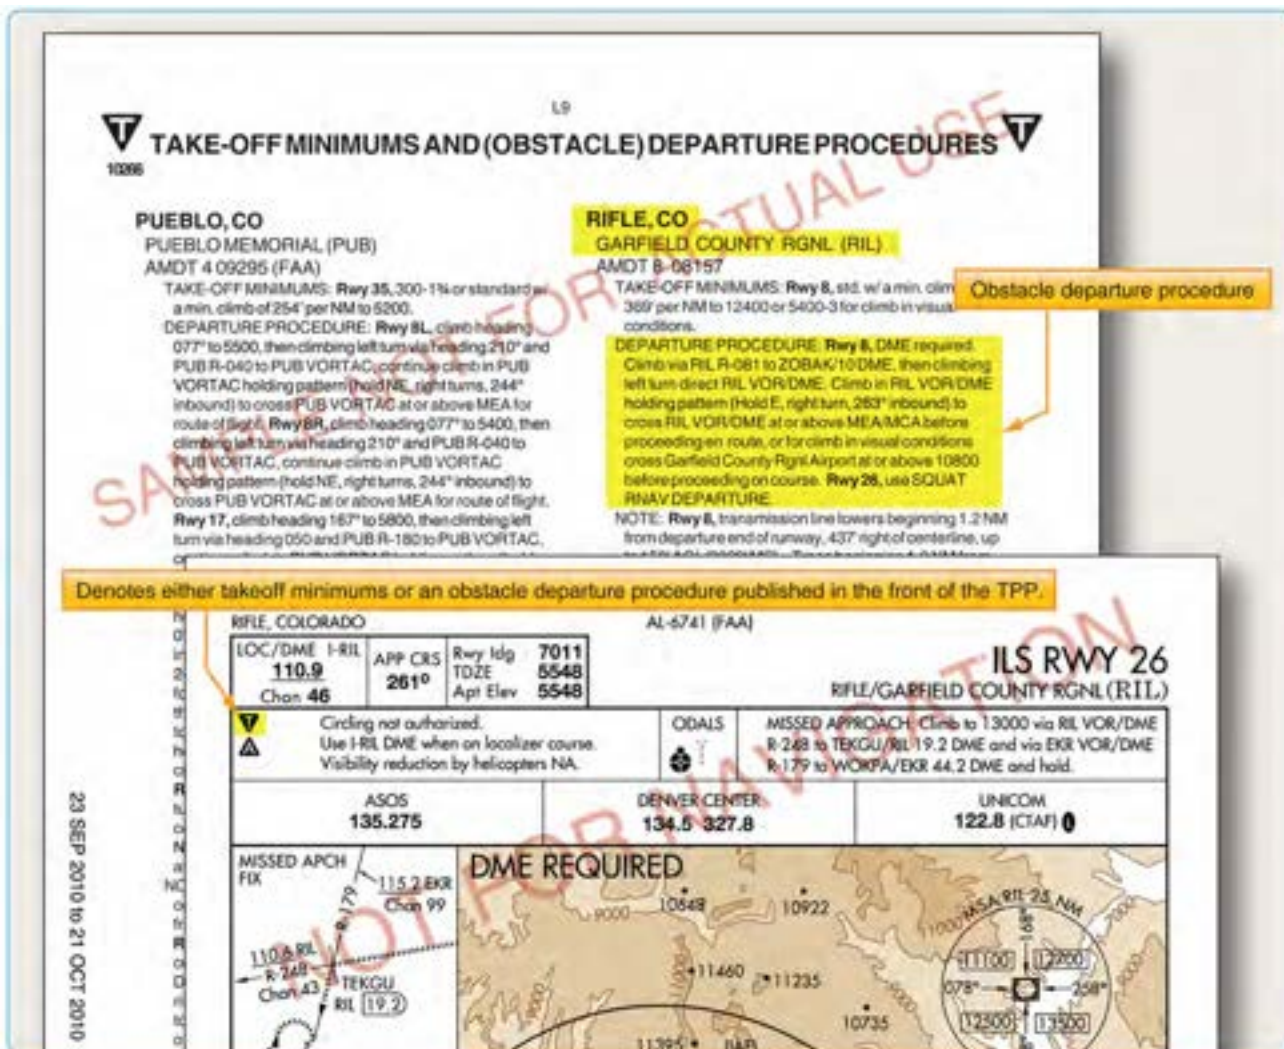 L9
TAKE-OFF MINIMUMS AND (OBSTACLE) DEPARTURE PROCEDURES
10266
PUEBLO, CO
PUEBLO MEMORIAL (PUB)
AMDT 4 09295 (FAA)
TAKE-OFF MINIMUMS: Rwy 35, 300-1¾ or standard w/
a min. climb of 254' per NM to 5200.
DEPARTURE PROCEDURE: Rwy 8L, climb heading
077° to 5500, then climbing left turn via heading 210° and
PUB R-040 to PUB VORTAC, continue climb in PUB
VORTAC holding pattern (hold NE, right turns, 244°
inbound) to cross PUB VORTAC at or above MEA for
route of flight. Rwy 8R, climb heading 077° to 5400, then
climbing left turn via heading 210° and PUB R-040 to
PUB VORTAC, continue climb in PUB VORTAC
holding pattern (hold NE, right turns, 244° inbound) to
cross PUB VORTAC at or above MEA for route of flight.
Rwy 17, climb heading 167° to 5800, then climbing left
turn via heading 050 and PUB R-180 to PUB VORTAC,
RIFLE, CO
GARFIELD COUNTY RGNL (RIL)
AMDT 8 08157
TAKE-OFF MINIMUMS: Rwy 8, std. w/ a min. clim
369' per NM to 12400 or 5400-3 for climb in visual
conditions.
DEPARTURE PROCEDURE: Rwy 8, DME required.
Climb via RIL R-081 to ZOBAK/10 DME, then climbing
left turn direct RIL VOR/DME. Climb in RIL VOR/DME
holding pattern (Hold E, right turn, 263° inbound) to
cross RIL VOR/DME at or above MEA/MCA before
proceeding en route, or for climb in visual conditions
cross Garfield County Rgnl Airport at or above 10800
before proceeding on course. Rwy 26, use SQUAT
RNAV DEPARTURE.
NOTE: Rwy 8, transmission line towers beginning 1.2 NM
from departure end of runway, 437' right of centerline, up
Obstacle departure procedure
SAMPLE NOT FOR ACTUAL USE
Denotes either takeoff minimums or an obstacle departure procedure published in the front of the TPP.
RIFLE, COLORADO
AL-6741 (FAA)
LOC/DME I-RIL
110.9
Chan 46
APP CRS
261°
Rwy ldg 7011
TDZE 5548
Apt Elev 5548
ILS RWY 26
RIFLE/GARFIELD COUNTY RGNL (RIL)
T
A
Circling not authorized.
Use I-RIL DME when on localizer course.
Visibility reduction by helicopters NA.
ODALS
MISSED APPROACH: Climb to 13000 via RIL VOR/DME
R-248 to TEKGU/RIL 19.2 DME and via EKR VOR/DME
R-179 to WOKPA/EKR 44.2 DME and hold.
ASOS
135.275
DENVER CENTER
134.5 327.8
UNICOM
122.8 (CTAF)
NOT FOR NAVIGATION
23 SEP 2010 to 21 OCT 2010
MISSED APCH
FIX
115.2 EKR
Chan 99
R-179
110.6 RIL
R-248
Chan 43
TEKGU
RIL 19.2
DME REQUIRED
9000
10848
10922
11000
7000
MSA RIL 25 NM
168°
11100
12700
078°
258°
12500
13500
9000
11000
11460
11235
10735
9000
9000
11395
IAF